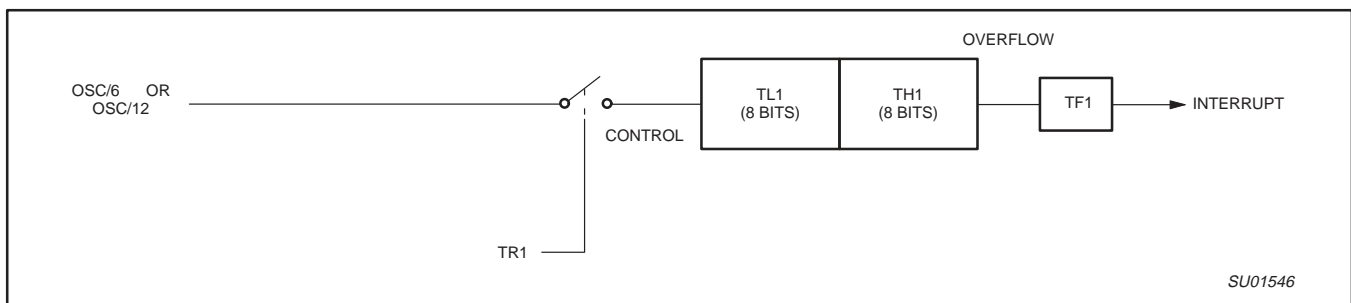 OVERFLOW
OSC/6 OR
OSC/12
TL1
(8 BITS)
TH1
(8 BITS)
TF1
INTERRUPT
CONTROL
TR1
SU01546